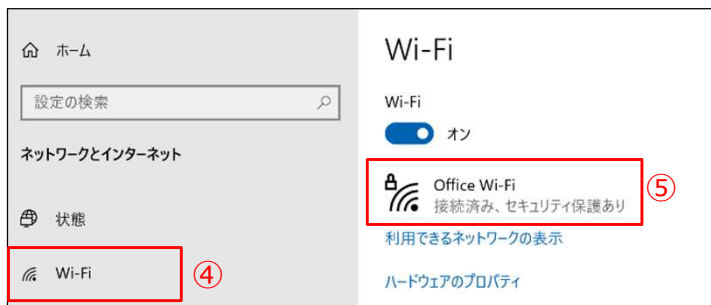 ホーム
設定の検索
ネットワークとインターネット
状態
Wi-Fi
④
Wi-Fi
Wi-Fi
オン
Office Wi-Fi
接続済み、セキュリティ保護あり
⑤
利用できるネットワークの表示
ハードウェアのプロパティ